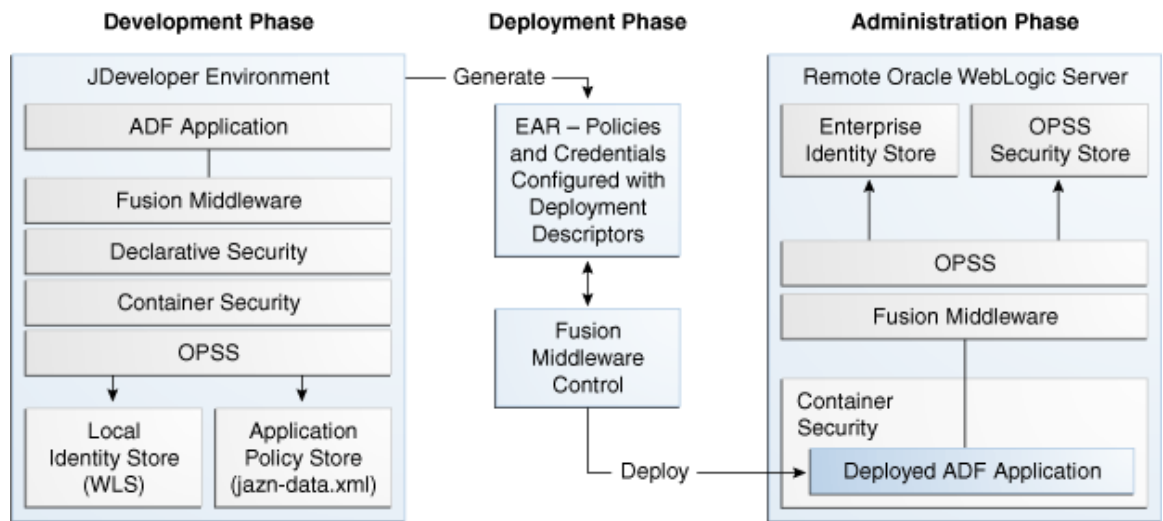 Development Phase
Deployment Phase
Administration Phase
JDeveloper Environment
ADF Application
Fusion Middleware
Declarative Security
Container Security
OPSS
Local
Identity Store
(WLS)
Application
Policy Store
(jazn-data.xml)
Generate
EAR – Policies
and Credentials
Configured with
Deployment
Descriptors
Fusion
Middleware
Control
Deploy
Remote Oracle WebLogic Server
Enterprise
Identity Store
OPSS
Security Store
OPSS
Fusion Middleware
Container
Security
Deployed ADF Application